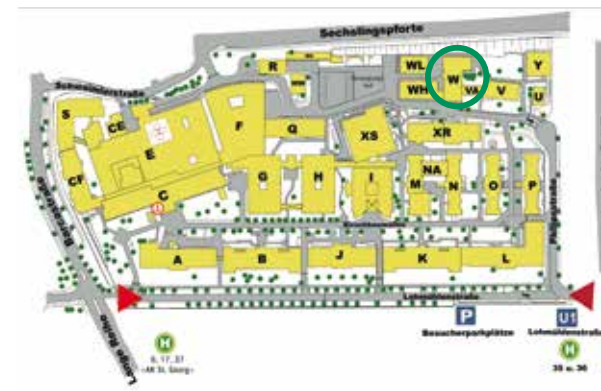 Sechslingspforte
R
WL
W
Y
WH
VA
V
U
S
CE
E
F
Q
XS
XR
CF
C
G
H
I
M
NA
N
O
P
A
B
J
K
L
Lohmühlenstraße
Lange Reihe
H
6, 17, 37
»AK St. Georg«
P
Besucherparkplätze
U1
Lohmühlenstraße
H
35 u. 36